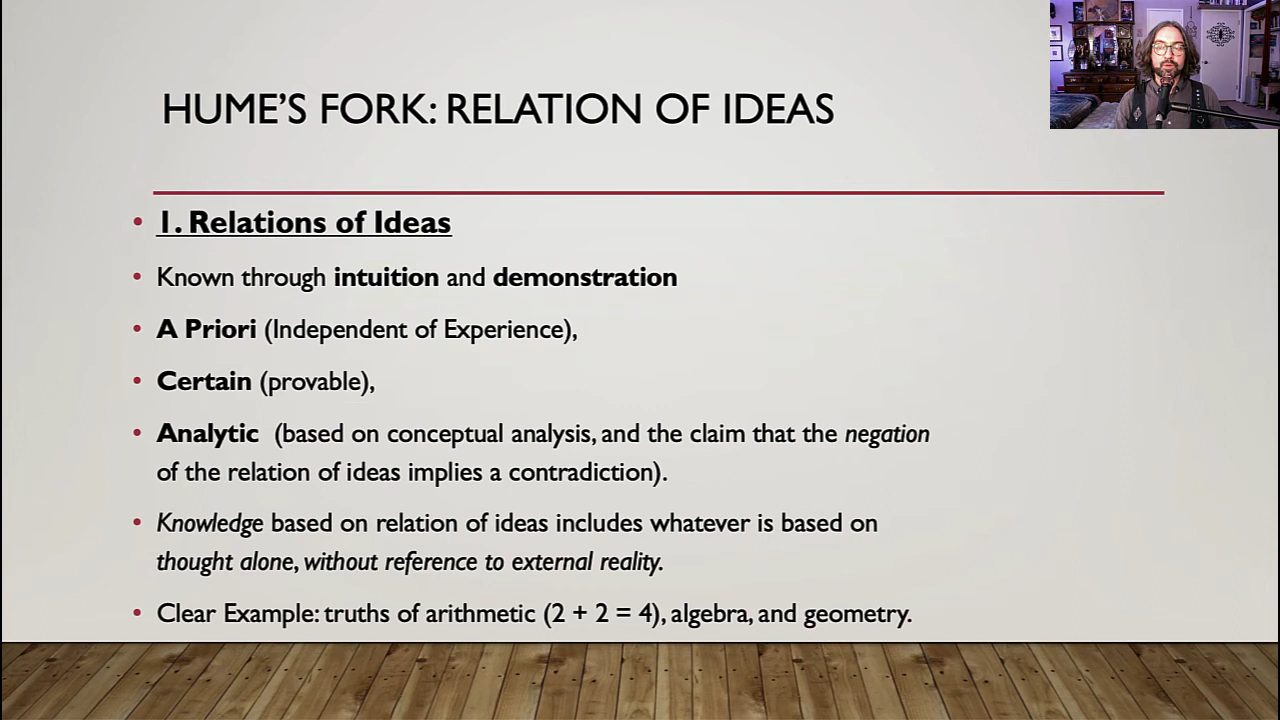 HUME'S FORK: RELATION OF IDEAS
• 1. Relations of Ideas
• Known through intuition and demonstration
• A Priori (Independent of Experience),
• Certain (provable),
• Analytic (based on conceptual analysis, and the claim that the negation
of the relation of ideas implies a contradiction).
• Knowledge based on relation of ideas includes whatever is based on
thought alone, without reference to external reality.
• Clear Example: truths of arithmetic (2 + 2 = 4), algebra, and geometry.